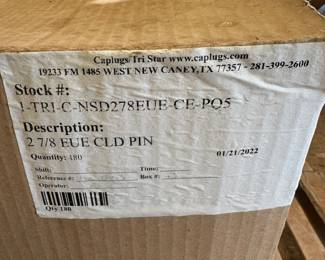 Caplugs/Tri Star www.caplugs.com
19233 FM 1485 WEST NEW CANEY, TX 77357 - 281-399-2600
Stock #:
1-TRI-C-NSD278EUE-CE-PQ5
Description:
2 7/8 EUE CLD PIN
Quantity: 180
01/21/2022
Shift: Time:
Reference #: Box #:
Operator:
Qty 180